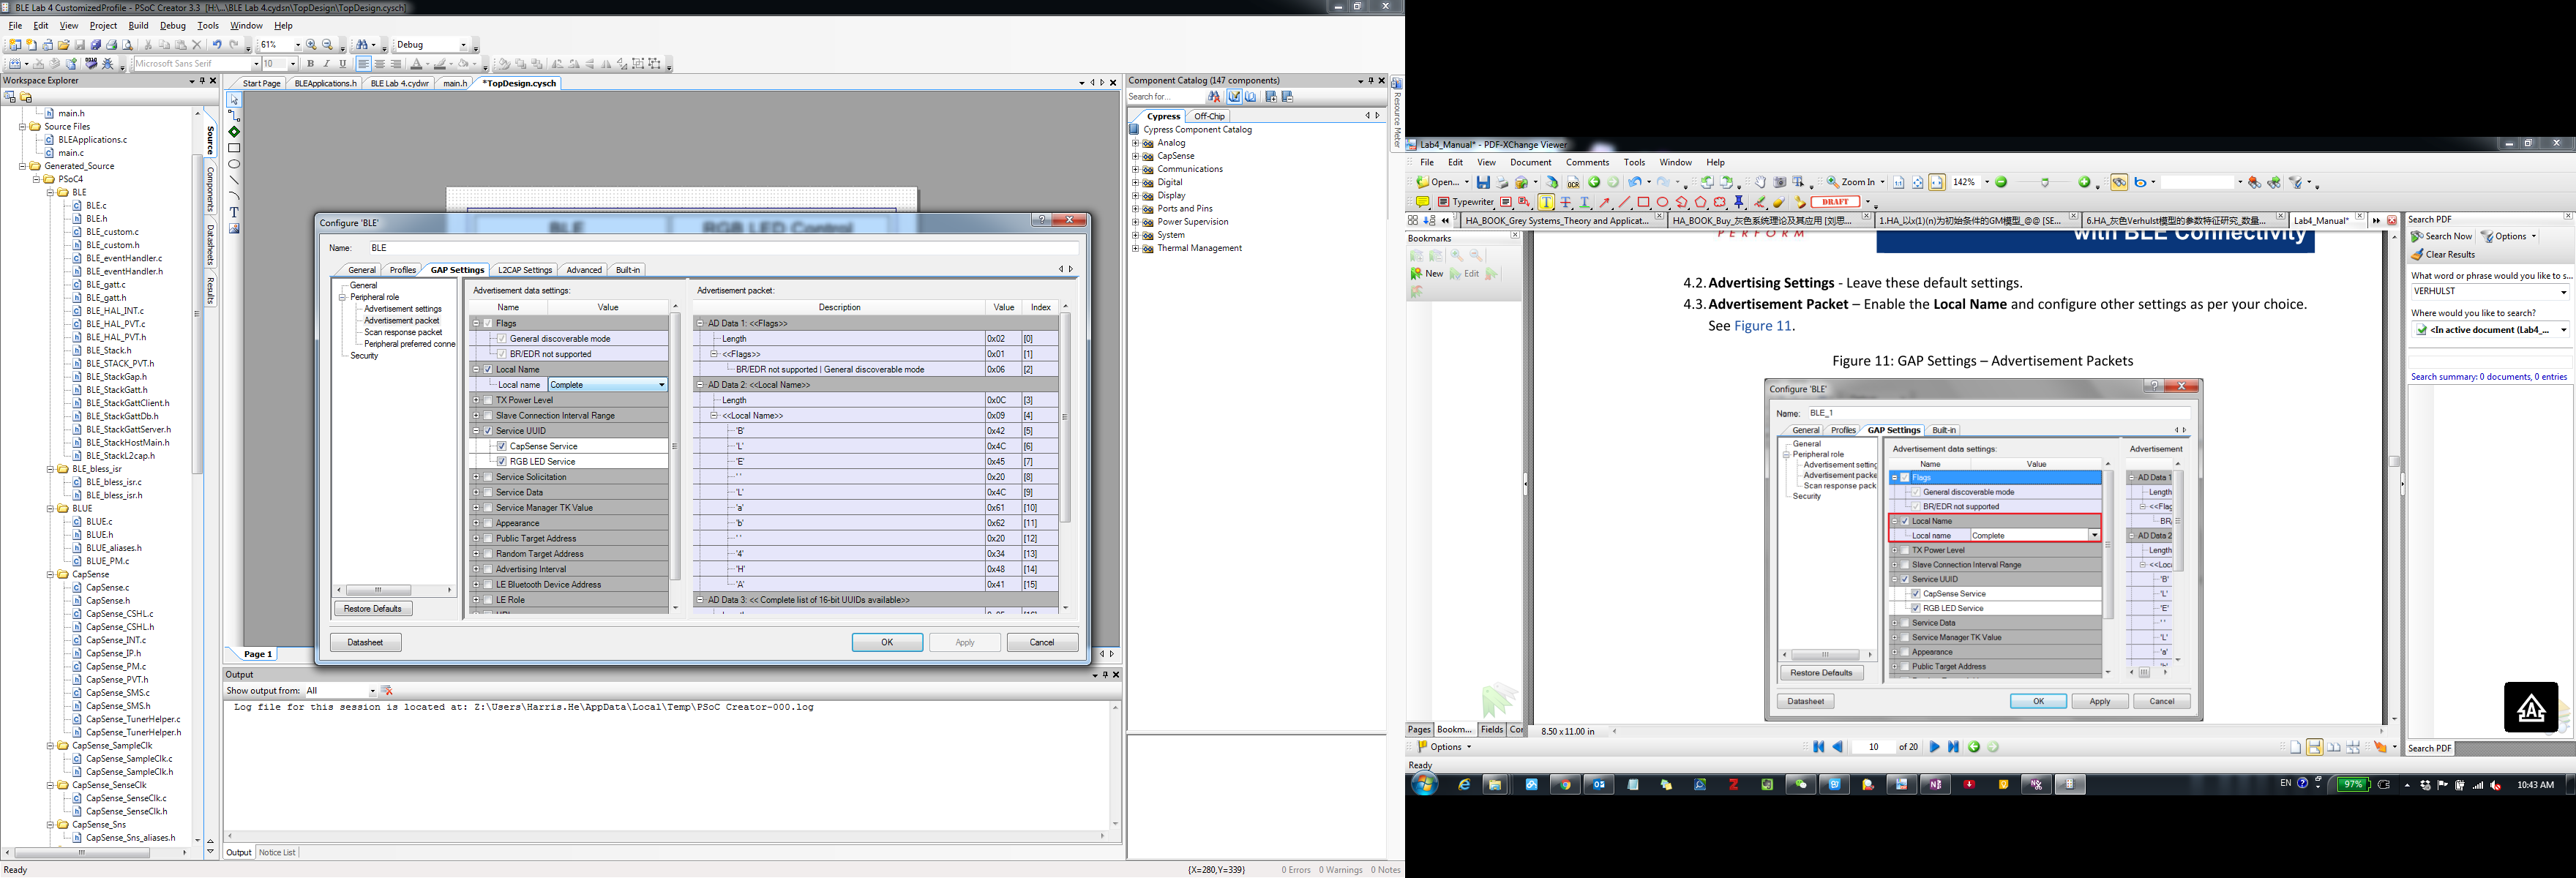 BLE Lab 4 CustomizedProfile - PSoC Creator 3.3 [H:\...\BLE Lab 4.cydsn\TopDesign\TopDesign.cysch]
File Edit View Project Build Debug Tools Window Help
61% Debug
Microsoft Sans Serif 10 B I U
Workspace Explorer
main.h
Source Files
BLEApplications.c
main.c
Generated_Source
PSoC4
BLE
BLE.c
BLE.h
BLE_custom.c
BLE_custom.h
BLE_eventHandler.c
BLE_eventHandler.h
BLE_gatt.c
BLE_gatt.h
BLE_HAL_INT.c
BLE_HAL_PVT.c
BLE_HAL_PVT.h
BLE_Stack.h
BLE_STACK_PVT.h
BLE_StackGap.h
BLE_StackGatt.h
BLE_StackGattClient.h
BLE_StackGattDb.h
BLE_StackGattServer.h
BLE_StackHostMain.h
BLE_StackL2cap.h
BLE_bless_isr
BLE_bless_isr.c
BLE_bless_isr.h
BLUE
BLUE.c
BLUE.h
BLUE_aliases.h
BLUE_PM.c
CapSense
CapSense.c
CapSense.h
CapSense_CSHL.c
CapSense_CSHL.h
CapSense_INT.c
CapSense_IP.h
CapSense_PM.c
CapSense_PVT.h
CapSense_SMS.c
CapSense_SMS.h
CapSense_TunerHelper.c
CapSense_TunerHelper.h
CapSense_SampleClk
CapSense_SampleClk.c
CapSense_SampleClk.h
CapSense_SenseClk
CapSense_SenseClk.c
CapSense_SenseClk.h
CapSense_Sns
CapSense_Sns_aliases.h
Source
Components
Datasheets
Results
Start Page BLEApplications.h BLE Lab 4.cydwr main.h *TopDesign.cysch
BLE RGB LED Control
Configure 'BLE'
Name: BLE
General Profiles GAP Settings L2CAP Settings Advanced Built-in
General
Peripheral role
Advertisement settings
Advertisement packet
Scan response packet
Peripheral preferred conne
Security
Restore Defaults
Advertisement data settings:
Name Value
Flags
General discoverable mode
BR/EDR not supported
Local Name
Local name Complete
TX Power Level
Slave Connection Interval Range
Service UUID
CapSense Service
RGB LED Service
Service Solicitation
Service Data
Service Manager TK Value
Appearance
Public Target Address
Random Target Address
Advertising Interval
LE Bluetooth Device Address
LE Role
Advertisement packet:
Description Value Index
AD Data 1: <<Flags>>
Length 0x02 [0]
<<Flags>> 0x01 [1]
BR/EDR not supported | General discoverable mode 0x06 [2]
AD Data 2: <<Local Name>>
Length 0x0C [3]
<<Local Name>> 0x09 [4]
'B' 0x42 [5]
'L' 0x4C [6]
'E' 0x45 [7]
' ' 0x20 [8]
'L' 0x4C [9]
'a' 0x61 [10]
'b' 0x62 [11]
' ' 0x20 [12]
'4' 0x34 [13]
'H' 0x48 [14]
'A' 0x41 [15]
AD Data 3: << Complete list of 16-bit UUIDs available>>
Datasheet OK Apply Cancel
Page 1
Output
Show output from: All
Log file for this session is located at: Z:\Users\Harris.He\AppData\Local\Temp\PSoC Creator-000.log
Output Notice List
Ready {X=280,Y=339} 0 Errors 0 Warnings 0 Notes
Component Catalog (147 components)
Search for...
Cypress Off-Chip
Cypress Component Catalog
Analog
CapSense
Communications
Digital
Display
Ports and Pins
Power Supervision
System
Thermal Management
Resource Meter
Lab4_Manual* - PDF-XChange Viewer
File Edit View Document Comments Tools Window Help
Open... OCR Zoom In 142%
Typewriter DRAFT
HA_BOOK_Grey Systems_Theory and Applicat... HA_BOOK_Buy_灰色系统理论及其应用 [刘思... 1.HA_以x(1)(n)为初始条件的GM模型_@@ [SE... 6.HA_灰色Verhulst模型的参数特征研究_数量... Lab4_Manual*
Bookmarks
New Edit
PERFORM with BLE Connectivity
4.2. Advertising Settings - Leave these default settings.
4.3. Advertisement Packet – Enable the Local Name and configure other settings as per your choice.
See Figure 11.
Figure 11: GAP Settings – Advertisement Packets
Configure 'BLE'
Name: BLE_1
General Profiles GAP Settings Built-in
General
Peripheral role
Advertisement setting
Advertisement packe
Scan response pack
Security
Restore Defaults
Advertisement data settings:
Name Value
Flags
General discoverable mode
BR/EDR not supported
Local Name
Local name Complete
TX Power Level
Slave Connection Interval Range
Service UUID
CapSense Service
RGB LED Service
Service Data
Service Manager TK Value
Appearance
Public Target Address
Advertisement
AD Data 1
Length
<<Flag
BR/
AD Data 2
Length
<<Loc
'B'
'L'
'E'
' '
'L'
'a'
Datasheet OK Apply Cancel
Pages Bookm... Fields Co
8.50 x 11.00 in
Options 10 of 20
Ready
Search PDF
Search Now Options
Clear Results
What word or phrase would you like to s...
VERHULST
Where would you like to search?
<In active document (Lab4_...
Search summary: 0 documents, 0 entries
Search PDF
EN 97% 10:43 AM